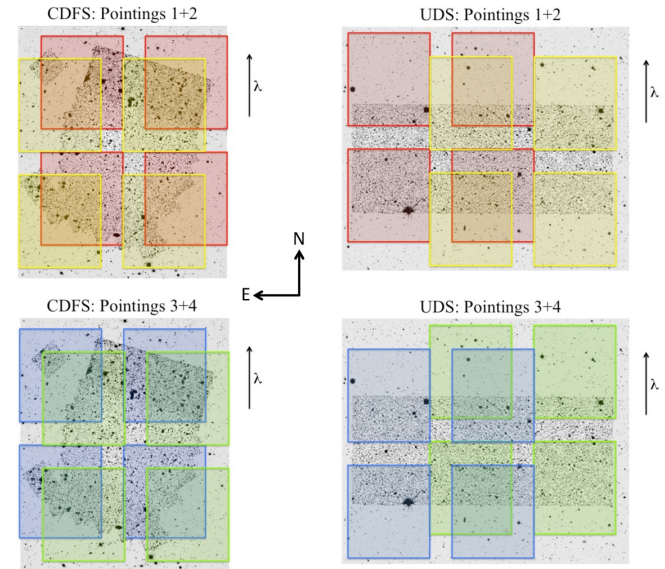 CDFS: Pointings 1+2
UDS: Pointings 1+2
λ
λ
N
E
CDFS: Pointings 3+4
UDS: Pointings 3+4
λ
λ